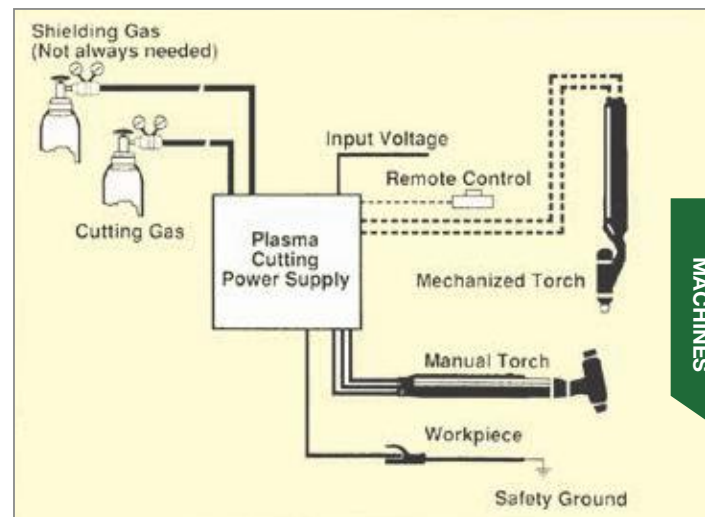 Shielding Gas
(Not always needed)
Input Voltage
Remote Control
Cutting Gas
Plasma
Cutting
Power Supply
Mechanized Torch
Manual Torch
Workpiece
Safety Ground
MACHINES